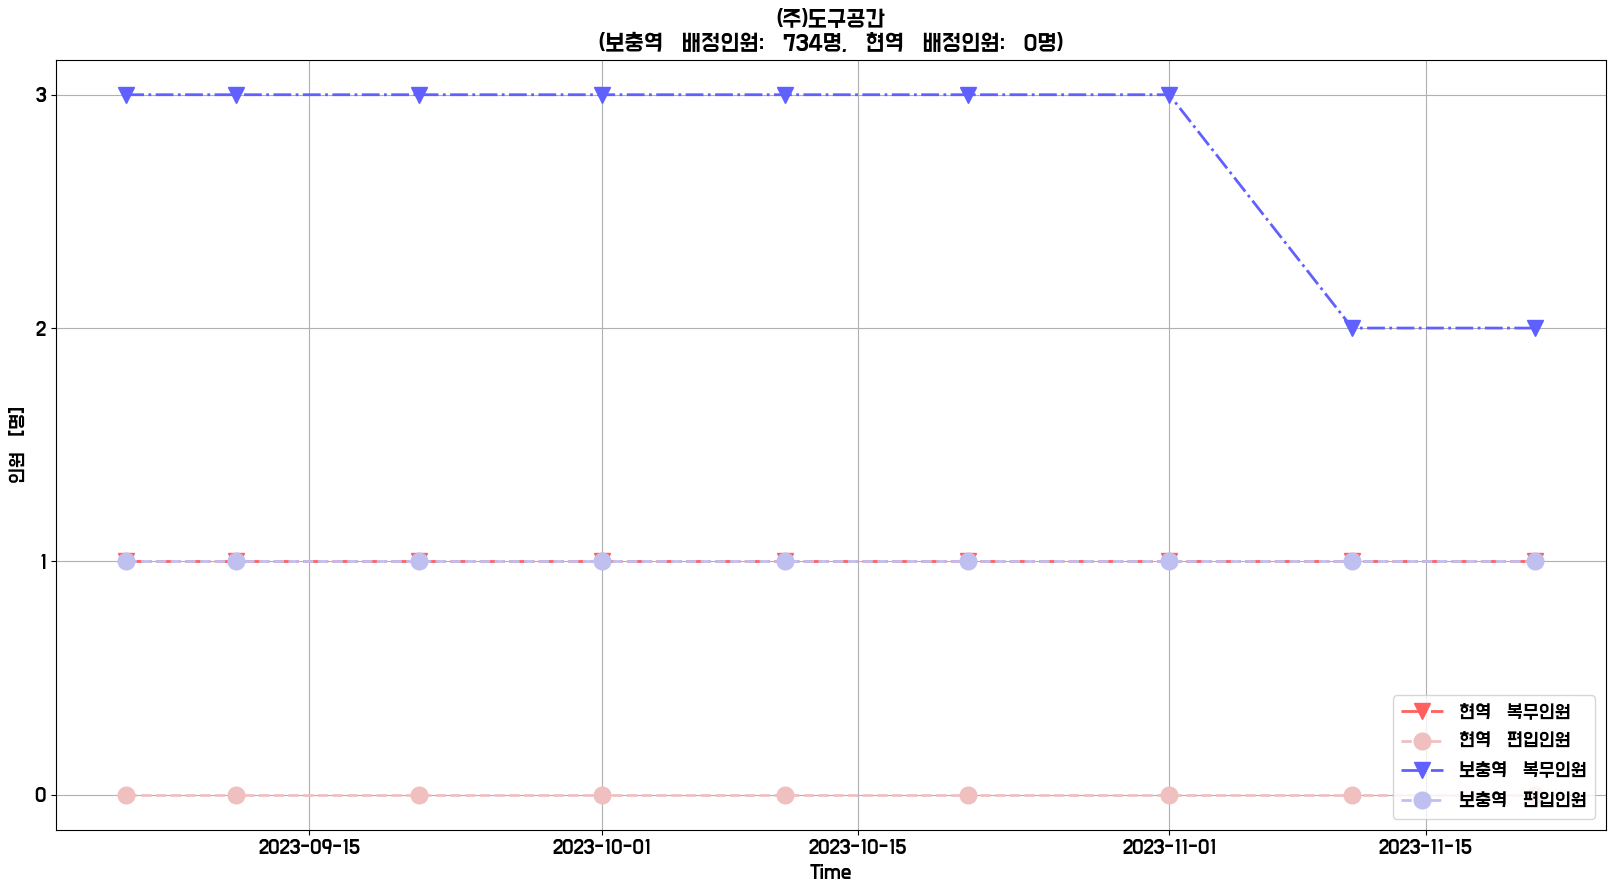 (주)도구공간
(보충역 배정인원: 734명, 현역 배정인원: 0명)
3
2
1
0
인원 [명]
2023-09-15
2023-10-01
2023-10-15
2023-11-01
2023-11-15
Time
현역 복무인원
현역 편입인원
보충역 복무인원
보충역 편입인원